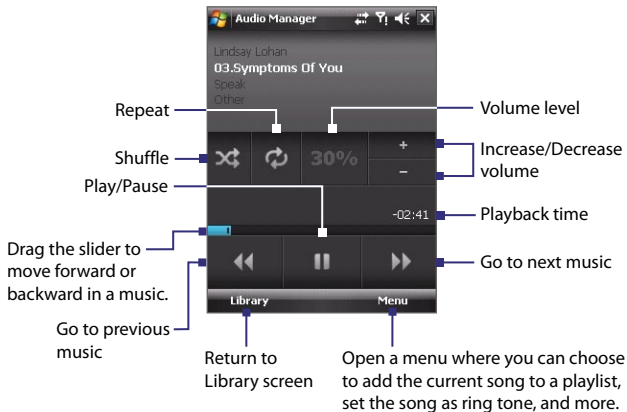 Audio Manager
Lindsay Lohan
03.Symptoms Of You
Speak
Other
Repeat
Volume level
Shuffle
30%
+
Increase/Decrease
volume
−
Play/Pause
-02:41
Playback time
Drag the slider to
move forward or
backward in a music.
Go to next music
Library
Menu
Go to previous
music
Return to
Library screen
Open a menu where you can choose
to add the current song to a playlist,
set the song as ring tone, and more.